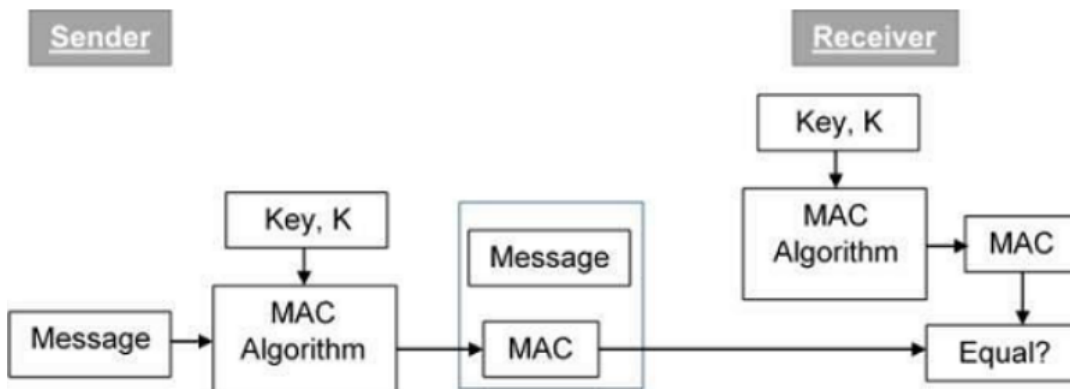 Sender
Receiver
Key, K
MAC
Algorithm
MAC
Key, K
Message
MAC
Algorithm
Message
MAC
Equal?